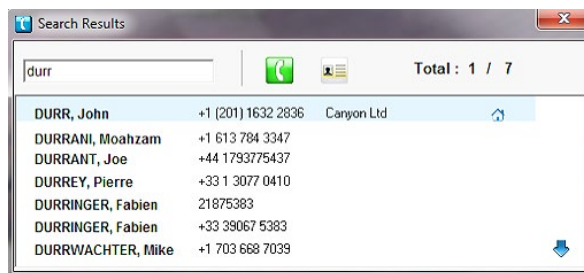 Search Results
durr
Total : 1 / 7
DURR, John +1 (201) 1632 2836 Canyon Ltd
DURRANI, Moahzam +1 613 784 3347
DURRANT, Joe +44 1793775437
DURREY, Pierre +33 1 3077 0410
DURRINGER, Fabien 21875383
DURRINGER, Fabien +33 39067 5383
DURRWACHTER, Mike +1 703 668 7039